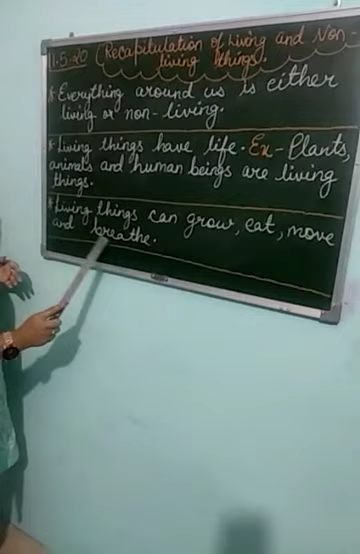 11.5.20 (Recapitulation of Living and Non-
living things.
* Everything around us is either
living or non-living.
* Living things have life. Ex - Plants,
animals and human beings are living
things.
* Living things can grow, eat, move
and breathe.